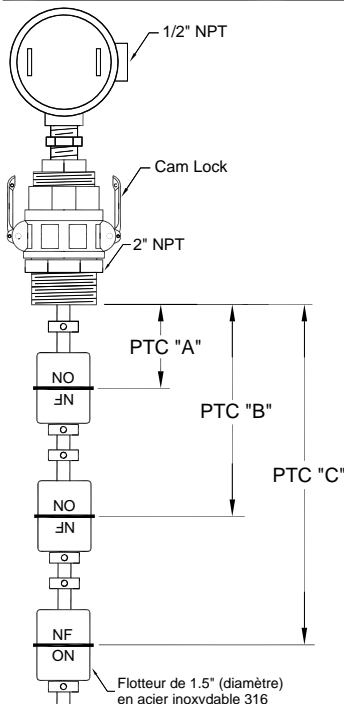 1/2" NPT
Cam Lock
2" NPT
PTC "A"
NO
NF
PTC "B"
PTC "C"
NO
NF
NF
NO
Flotteur de 1.5" (diamètre)
en acier inoxydable 316